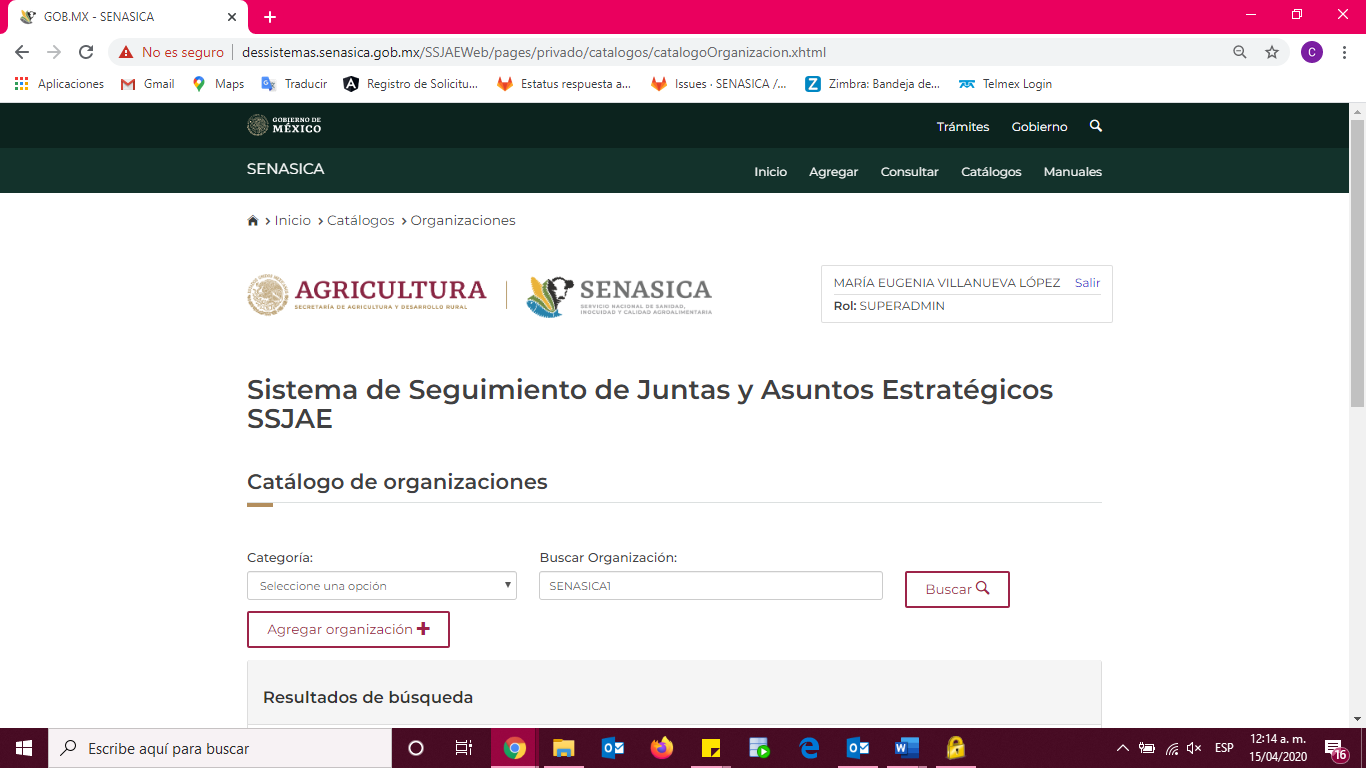 GOB.MX - SENASICA
No es seguro
dessistemas.senasica.gob.mx/SSJAEWeb/pages/privado/catalogos/catalogoOrganizacion.xhtml
C
Aplicaciones
Gmail
Maps
Traducir
Registro de Solicitu...
Estatus respuesta a...
Issues · SENASICA /...
Zimbra: Bandeja de...
Telmex Login
GOBIERNO DE
MÉXICO
Trámites
Gobierno
SENASICA
Inicio
Agregar
Consultar
Catálogos
Manuales
Inicio
Catálogos
Organizaciones
AGRICULTURA
SECRETARÍA DE AGRICULTURA Y DESARROLLO RURAL
SENASICA
SERVICIO NACIONAL DE SANIDAD,
INOCUIDAD Y CALIDAD AGROALIMENTARIA
MARÍA EUGENIA VILLANUEVA LÓPEZ Salir
Rol: SUPERADMIN
Sistema de Seguimiento de Juntas y Asuntos Estratégicos
SSJAE
Catálogo de organizaciones
Categoría:
Buscar Organización:
Seleccione una opción
SENASICA1
Buscar
Agregar organización
Resultados de búsqueda
Escribe aquí para buscar
ESP
12:14 a. m.
15/04/2020
16